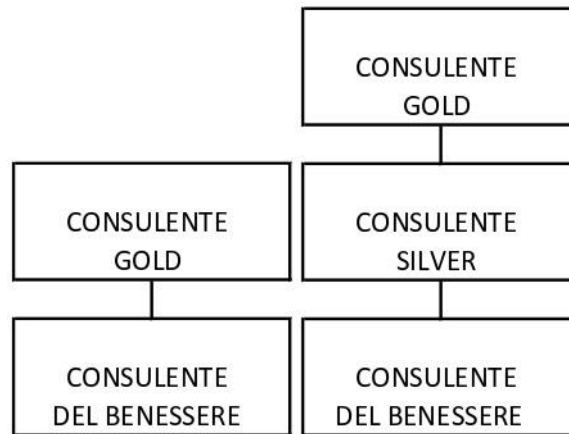 CONSULENTE
GOLD
CONSULENTE
GOLD
CONSULENTE
SILVER
CONSULENTE
DEL BENESSERE
CONSULENTE
DEL BENESSERE